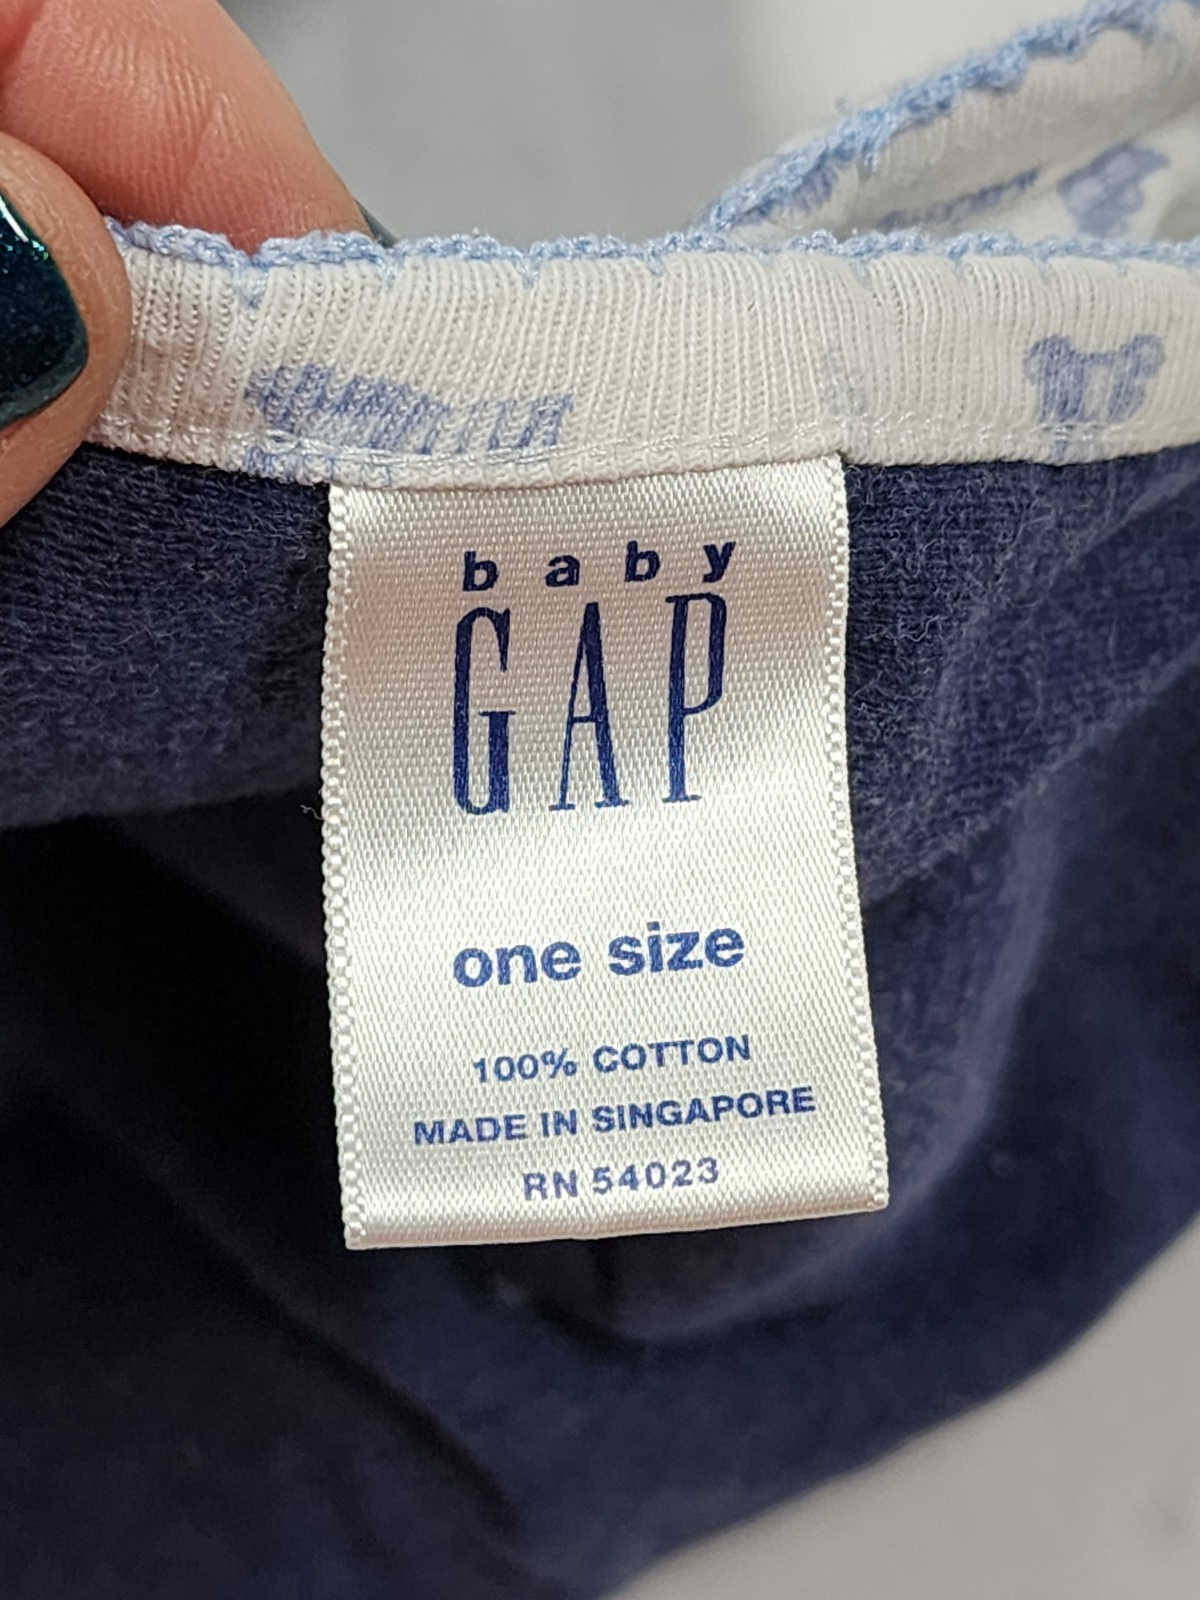 baby
GAP
one size
100% COTTON
MADE IN SINGAPORE
RN 54023